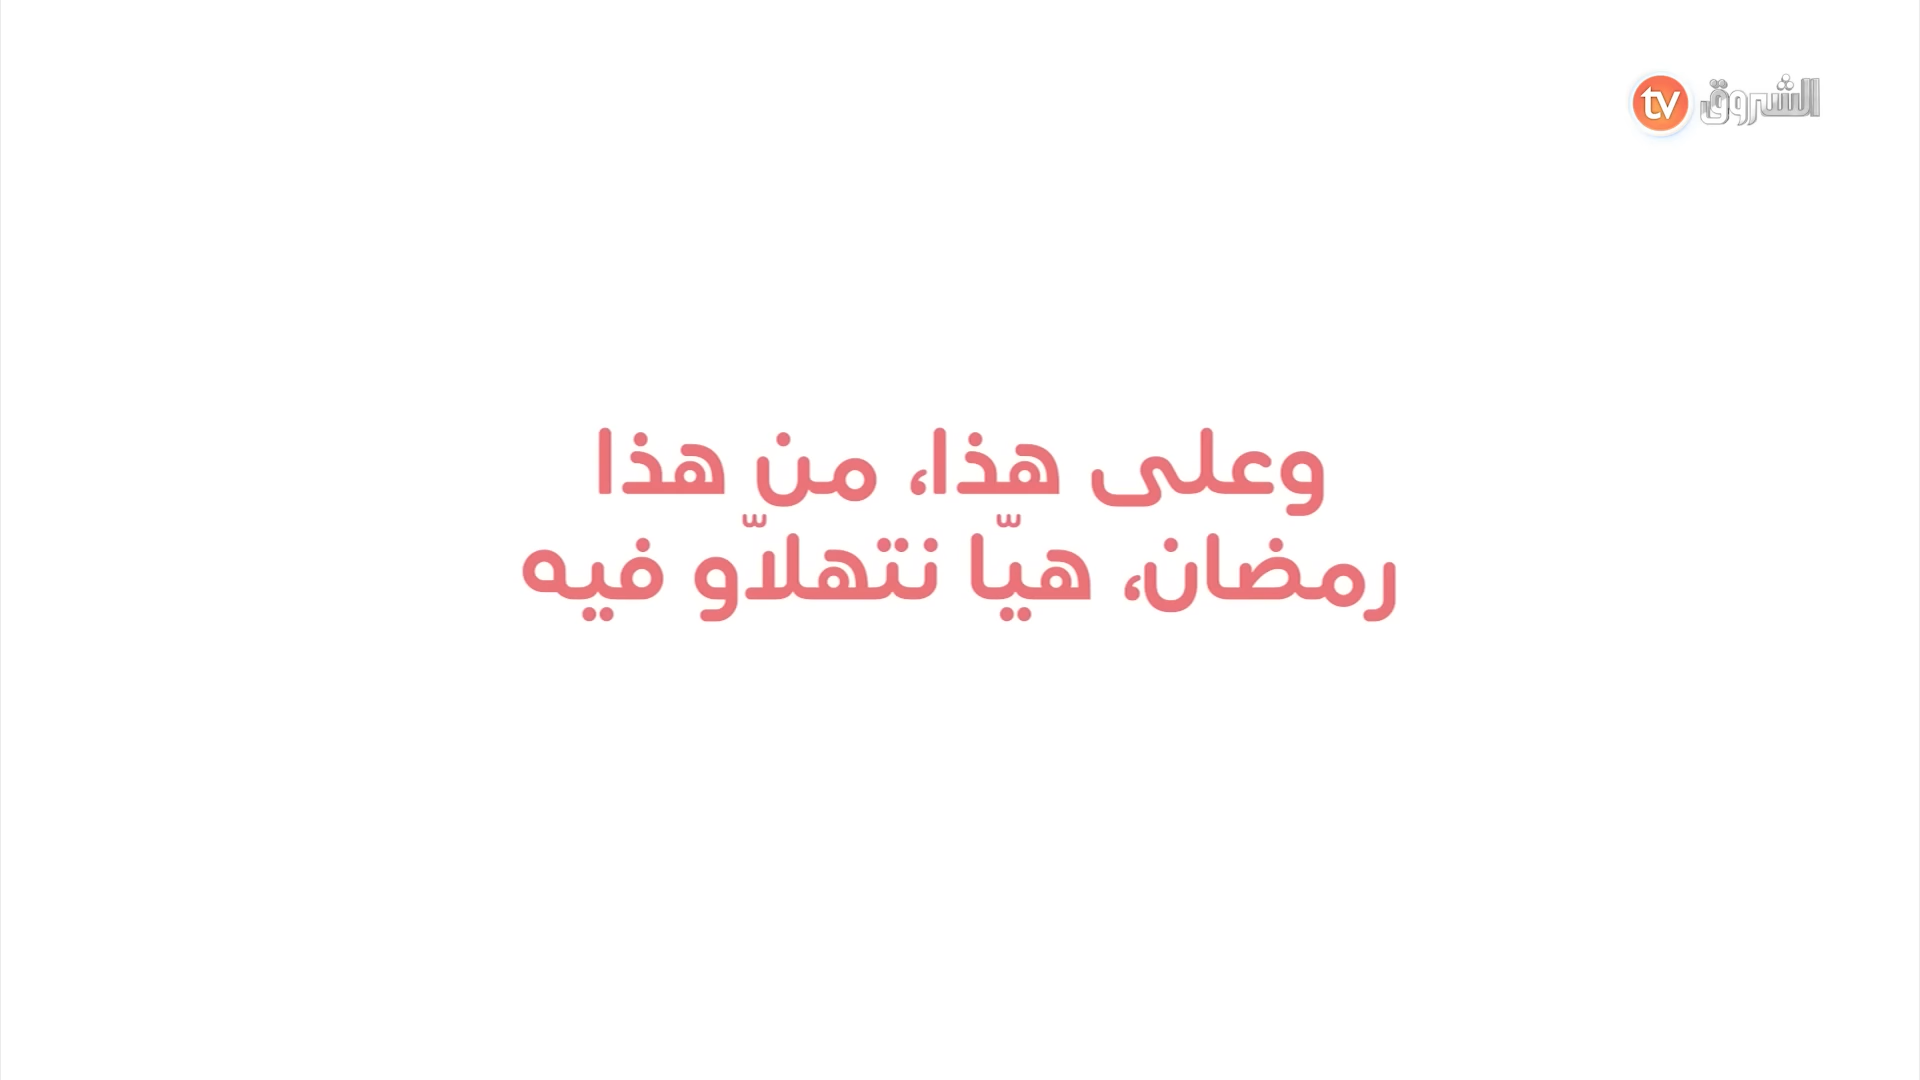 الشروق tv
وعلى هذا، من هذا
رمضان، هيّا نتهلاّو فيه